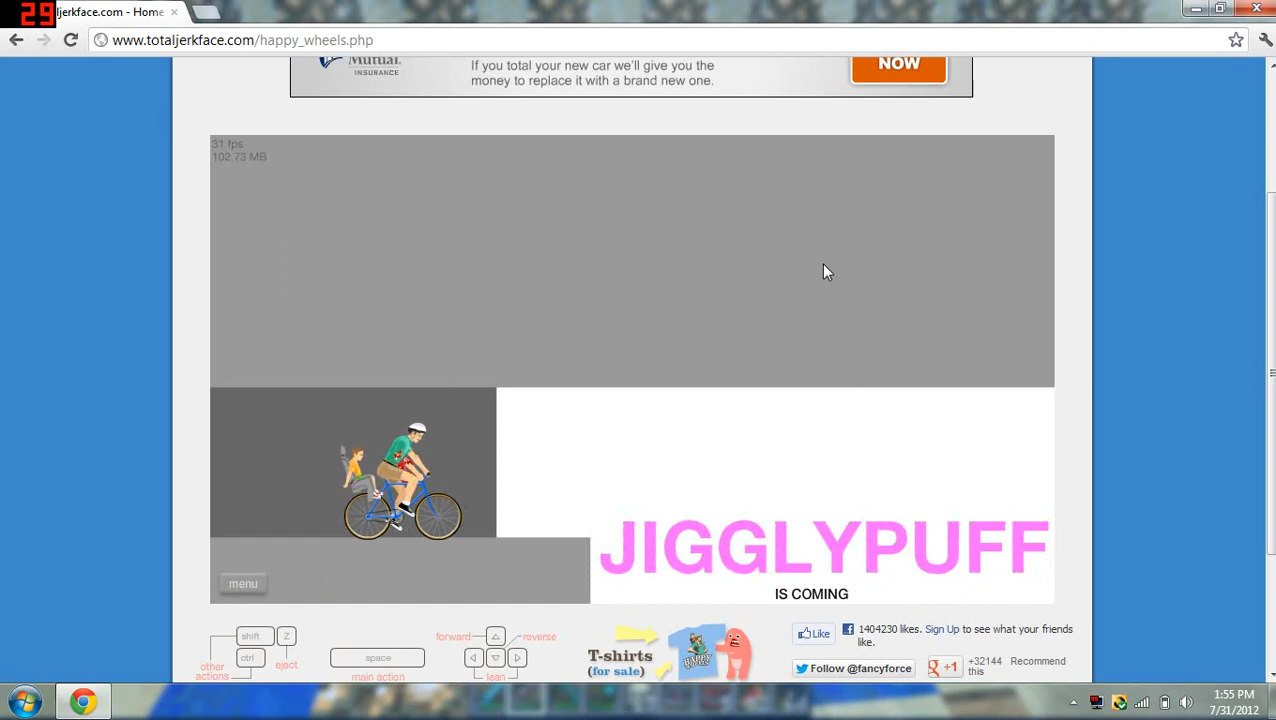 29
ljerkface.com - Home
www.totaljerkface.com/happy_wheels.php
Mutual.
INSURANCE
If you total your new car we'll give you the
money to replace it with a brand new one.
NOW
31 fps
102.73 MB
JIGGLYPUFF
IS COMING
menu
shift
Z
ctrl
other
actions
eject
space
main action
forward
reverse
lean
T-shirts
(for sale)
HAPPY
WHEELS
Like
1404230 likes. Sign Up to see what your friends
like.
Follow @fancyforce
+1
+32144 Recommend
this
1:55 PM
7/31/2012